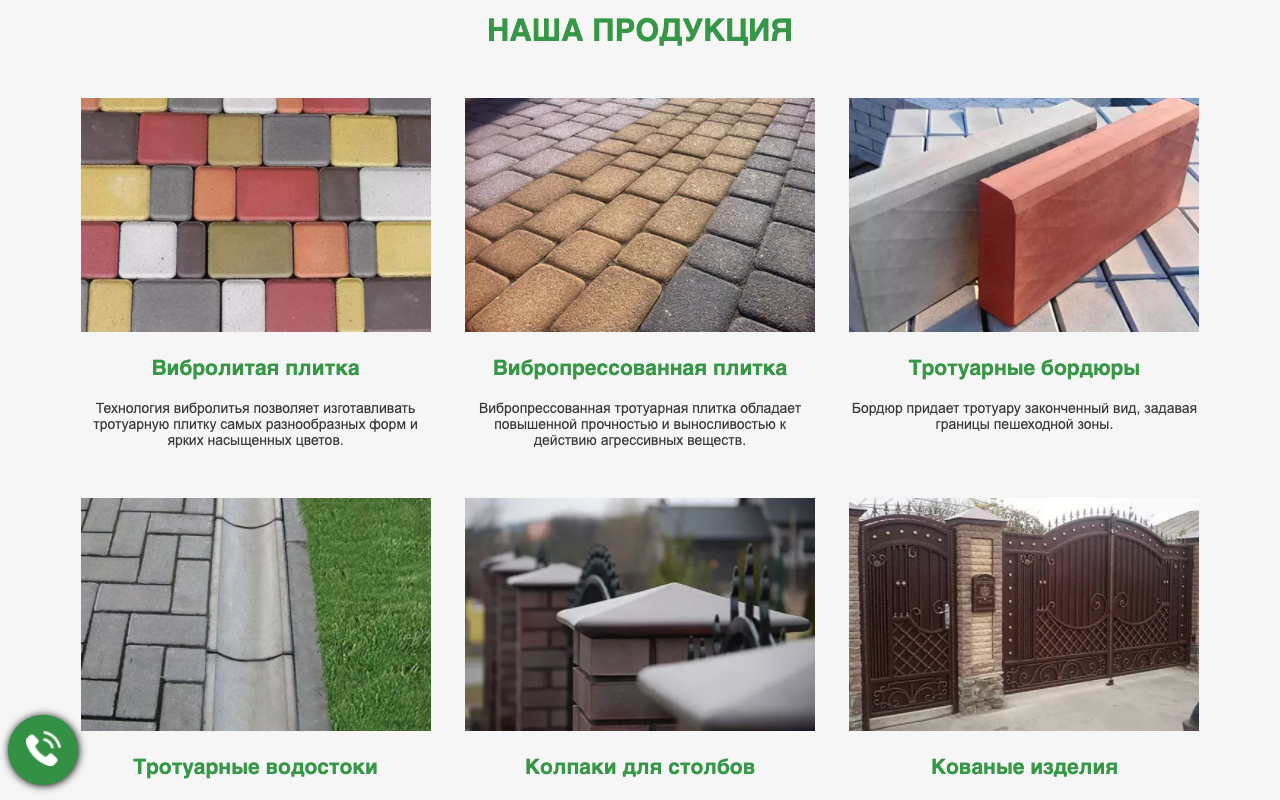 НАША ПРОДУКЦИЯ
Вибролитая плитка
Технология вибролитья позволяет изготавливать
тротуарную плитку самых разнообразных форм и
ярких насыщенных цветов.
Вибропрессованная плитка
Вибропрессованная тротуарная плитка обладает
повышенной прочностью и выносливостью к
действию агрессивных веществ.
Тротуарные бордюры
Бордюр придает тротуару законченный вид, задавая
границы пешеходной зоны.
Тротуарные водостоки
Колпаки для столбов
Кованые изделия